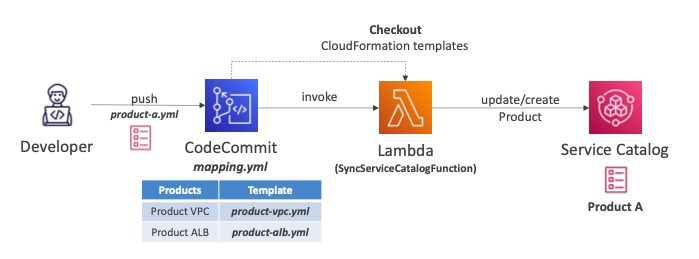 Checkout
CloudFormation templates
push
product-a.yml
invoke
update/create
Product
Developer
CodeCommit
mapping.yml
Lambda
(SyncServiceCatalogFunction)
Service Catalog
Product A
Products Template
Product VPC product-vpc.yml
Product ALB product-alb.yml